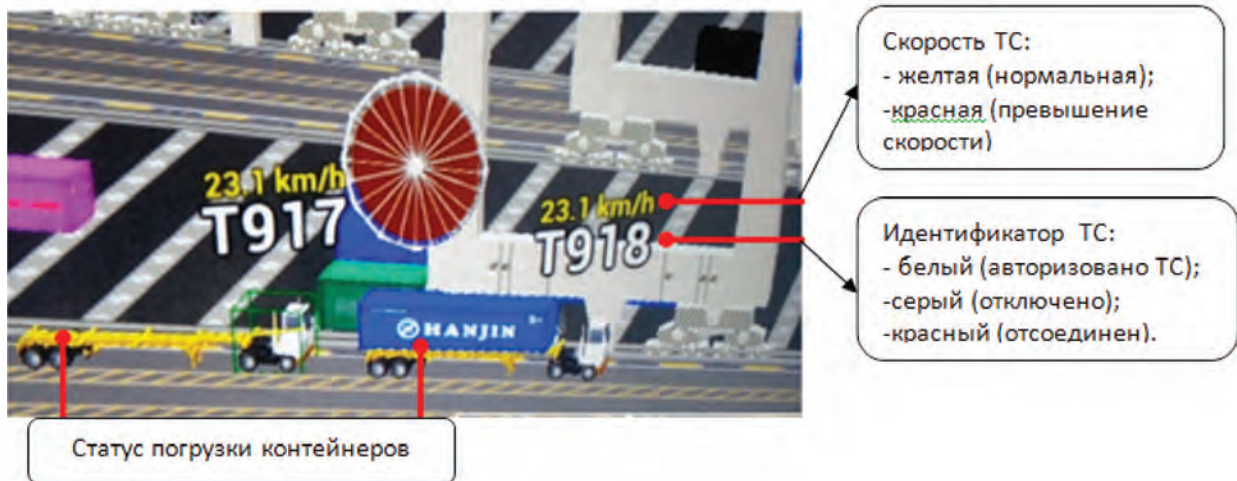 Скорость ТС:
- желтая (нормальная);
-красная (превышение
скорости)
23.1 km/h
T917
23.1 km/h
T918
Идентификатор ТС:
- белый (авторизовано ТС);
-серый (отключено);
-красный (отсоединен).
HANJIN
Статус погрузки контейнеров